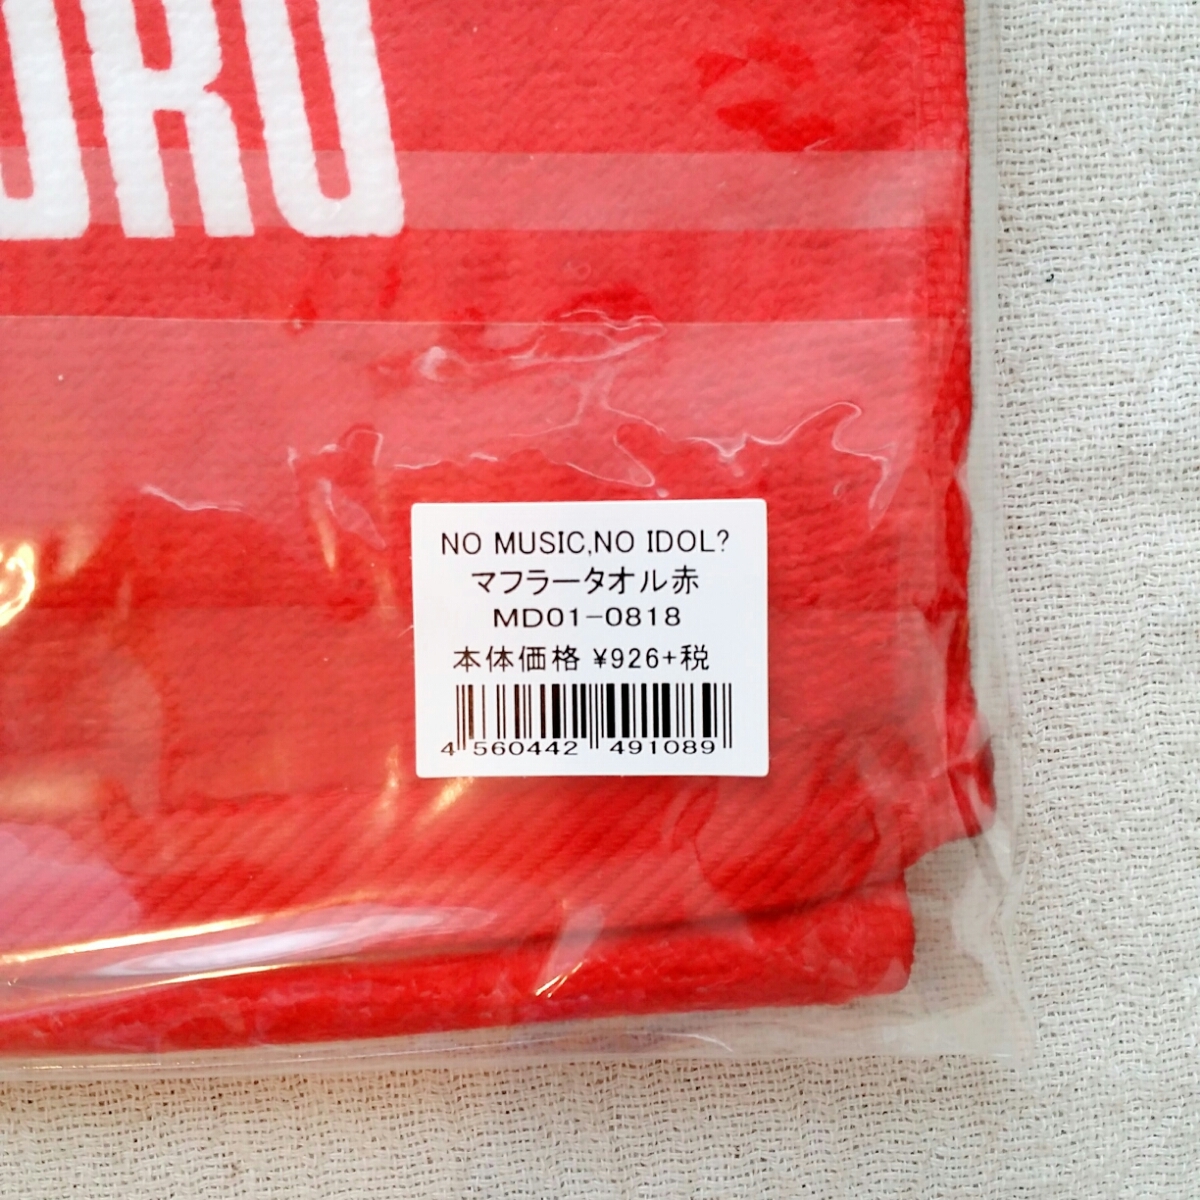 NO MUSIC,NO IDOL?
マフラータオル赤
MD01-0818
本体価格 ¥926+税
4 560442 491089